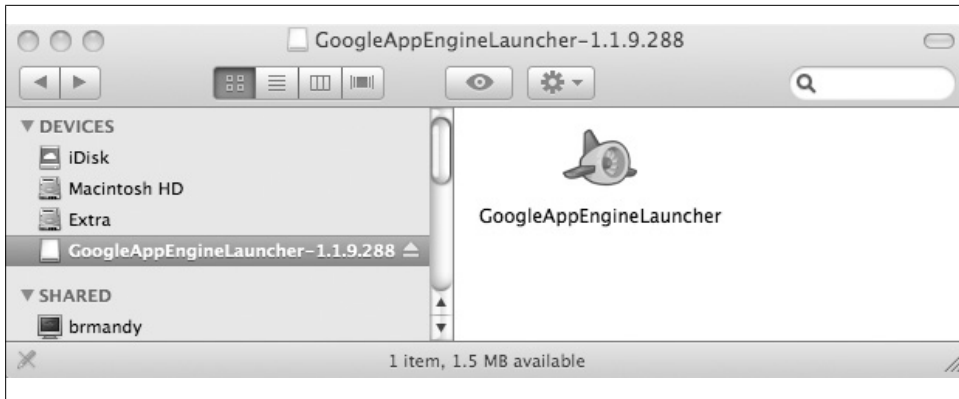 GoogleAppEngineLauncher-1.1.9.288
DEVICES
iDisk
Macintosh HD
Extra
GoogleAppEngineLauncher-1.1.9.288
SHARED
brmandy
GoogleAppEngineLauncher
1 item, 1.5 MB available